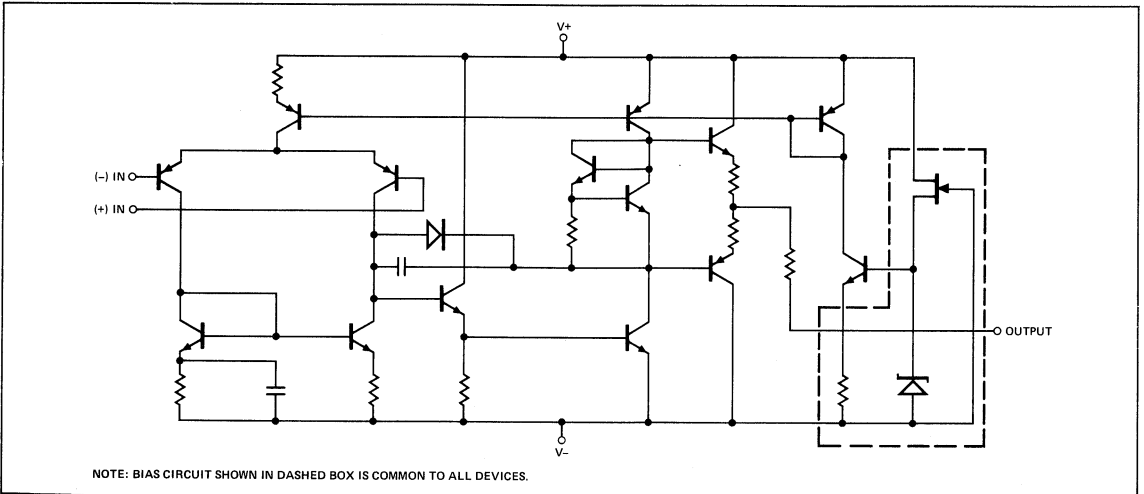 V+
(-) IN
(+) IN
OUTPUT
V-
NOTE: BIAS CIRCUIT SHOWN IN DASHED BOX IS COMMON TO ALL DEVICES.